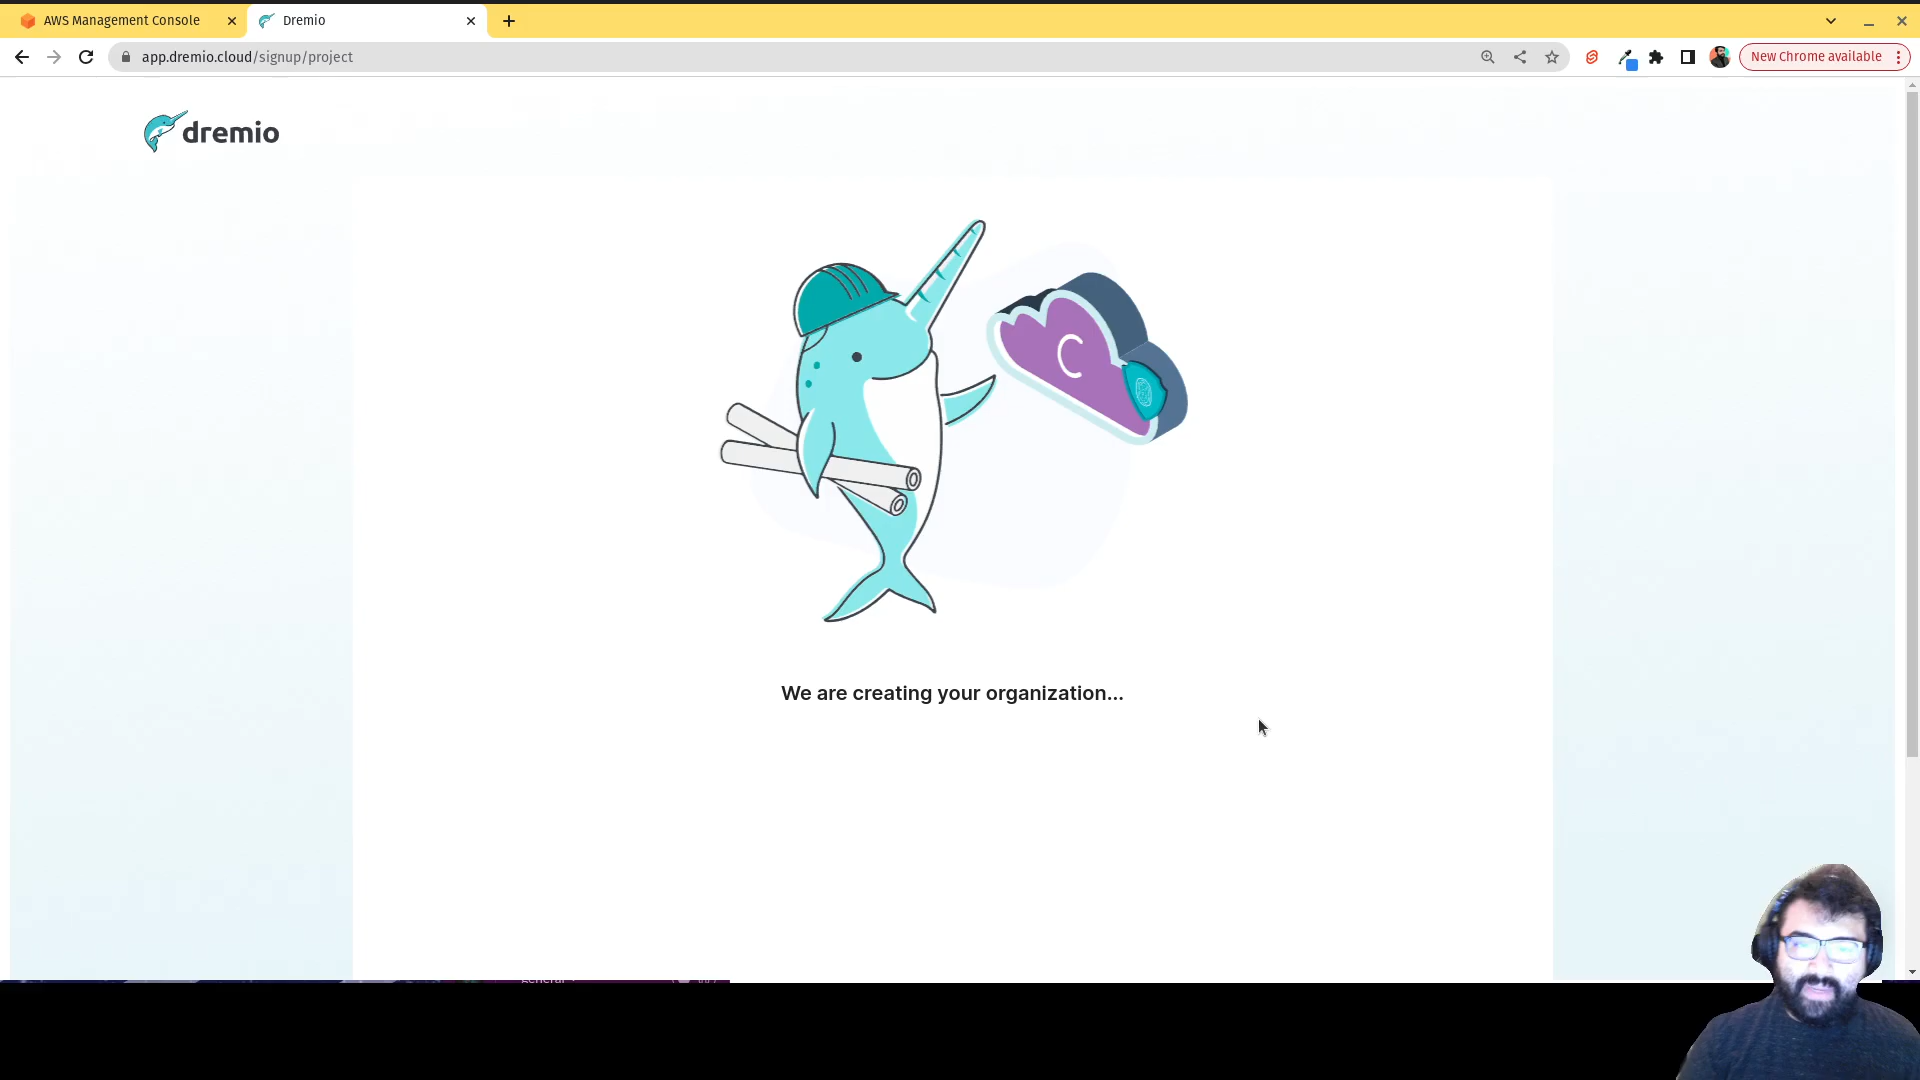 AWS Management Console
Dremio
app.dremio.cloud/signup/project
New Chrome available
dremio
C
We are creating your organization...